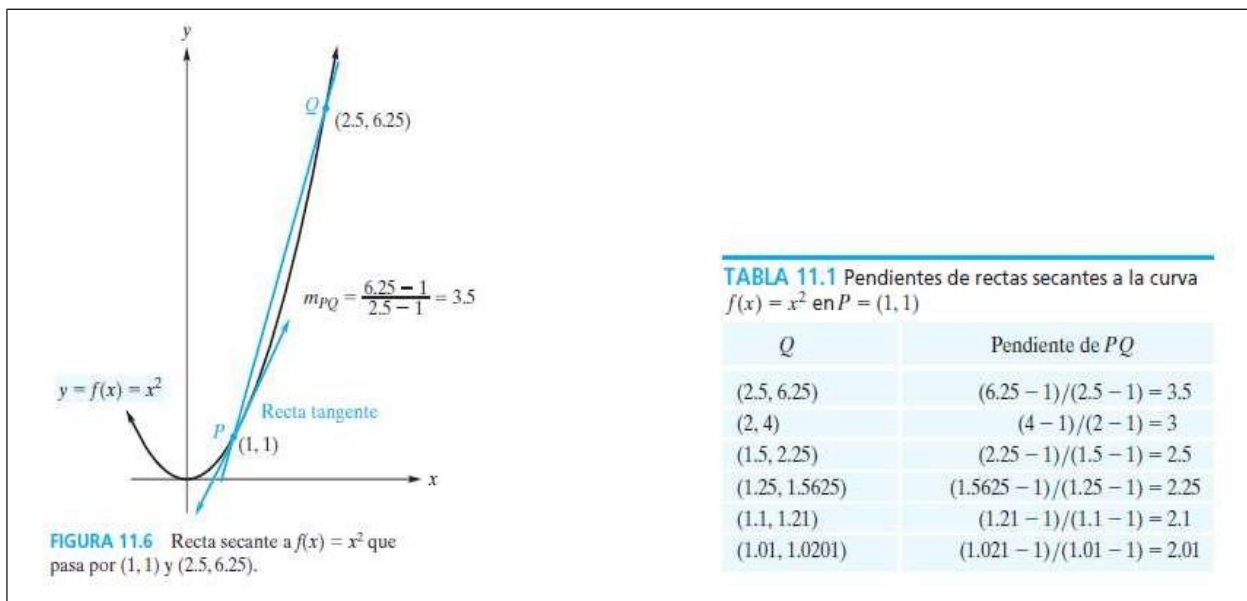 y
Q
(2.5, 6.25)
m_PQ = (6.25 − 1)/(2.5 − 1) = 3.5
y = f(x) = x²
Recta tangente
P
(1, 1)
x
FIGURA 11.6 Recta secante a f(x) = x² que
pasa por (1, 1) y (2.5, 6.25).
TABLA 11.1 Pendientes de rectas secantes a la curva
f(x) = x² en P = (1, 1)
Q Pendiente de PQ
(2.5, 6.25) (6.25 − 1)/(2.5 − 1) = 3.5
(2, 4) (4 − 1)/(2 − 1) = 3
(1.5, 2.25) (2.25 − 1)/(1.5 − 1) = 2.5
(1.25, 1.5625) (1.5625 − 1)/(1.25 − 1) = 2.25
(1.1, 1.21) (1.21 − 1)/(1.1 − 1) = 2.1
(1.01, 1.0201) (1.021 − 1)/(1.01 − 1) = 2.01